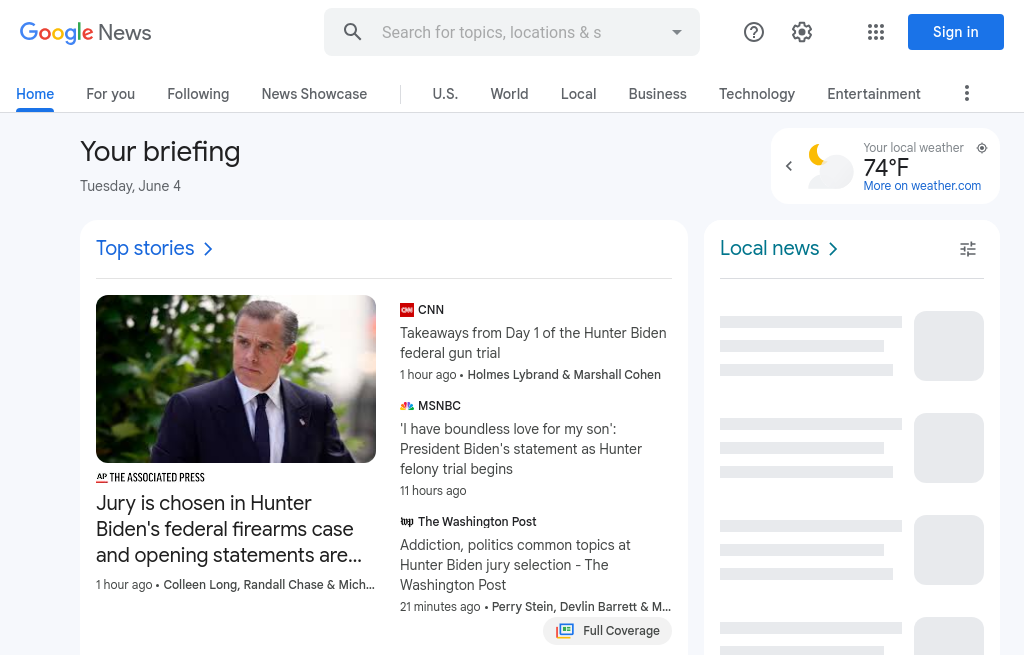 Google News
Search for topics, locations & s
Sign in
Home
For you
Following
News Showcase
U.S.
World
Local
Business
Technology
Entertainment
Your briefing
Tuesday, June 4
Your local weather
74°F
More on weather.com
Top stories
Local news
AP THE ASSOCIATED PRESS
Jury is chosen in Hunter
Biden's federal firearms case
and opening statements are...
1 hour ago • Colleen Long, Randall Chase & Mich...
CNN CNN
Takeaways from Day 1 of the Hunter Biden
federal gun trial
1 hour ago • Holmes Lybrand & Marshall Cohen
MSNBC
'I have boundless love for my son':
President Biden's statement as Hunter
felony trial begins
11 hours ago
wp The Washington Post
Addiction, politics common topics at
Hunter Biden jury selection - The
Washington Post
21 minutes ago • Perry Stein, Devlin Barrett & M...
Full Coverage